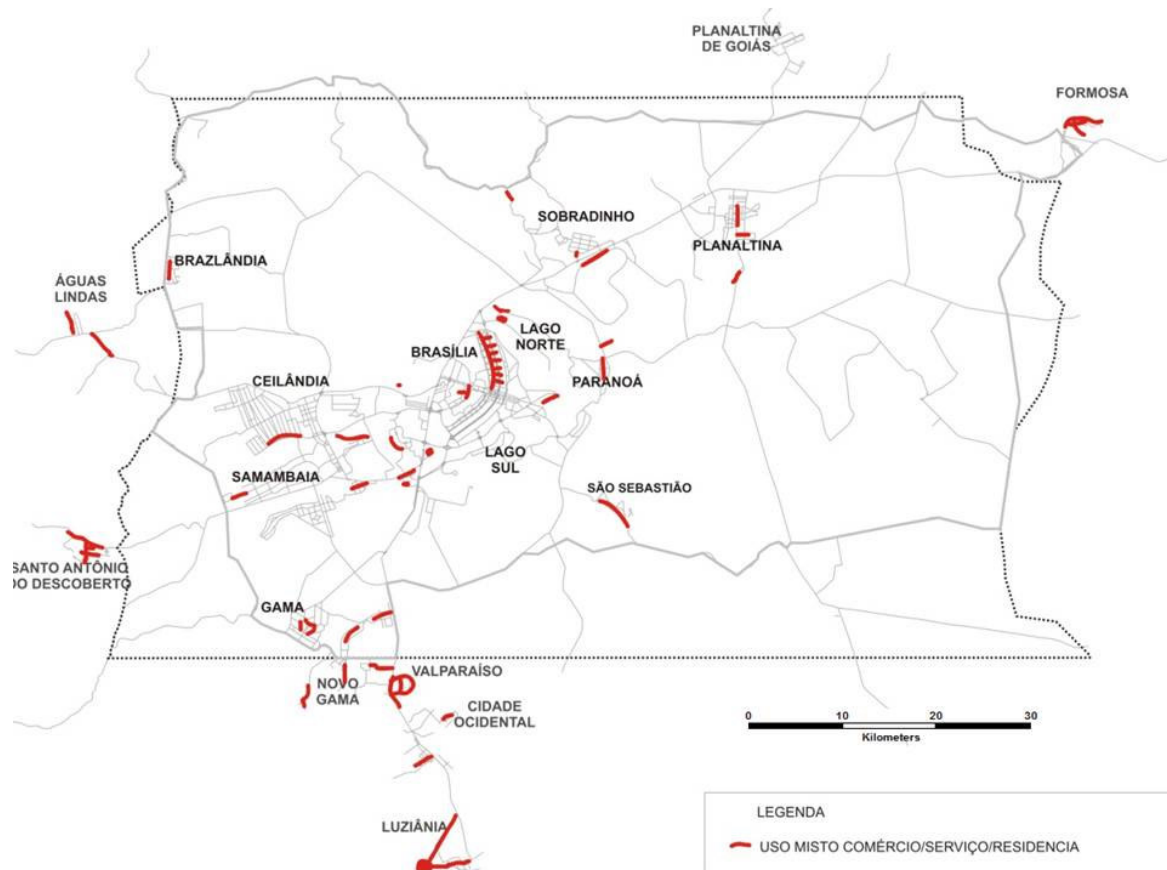 PLANALTINA
DE GOIÁS
FORMOSA
SOBRADINHO
PLANALTINA
BRAZLÂNDIA
ÁGUAS
LINDAS
LAGO
NORTE
BRASÍLIA
CEILÂNDIA
PARANOÁ
LAGO
SUL
SAMAMBAIA
SÃO SEBASTIÃO
SANTO ANTÔNIO
DO DESCOBERTO
GAMA
VALPARAÍSO
NOVO
GAMA
CIDADE
OCIDENTAL
0 10 20 30
Kilometers
LUZIÂNIA
LEGENDA
USO MISTO COMÉRCIO/SERVIÇO/RESIDENCIA